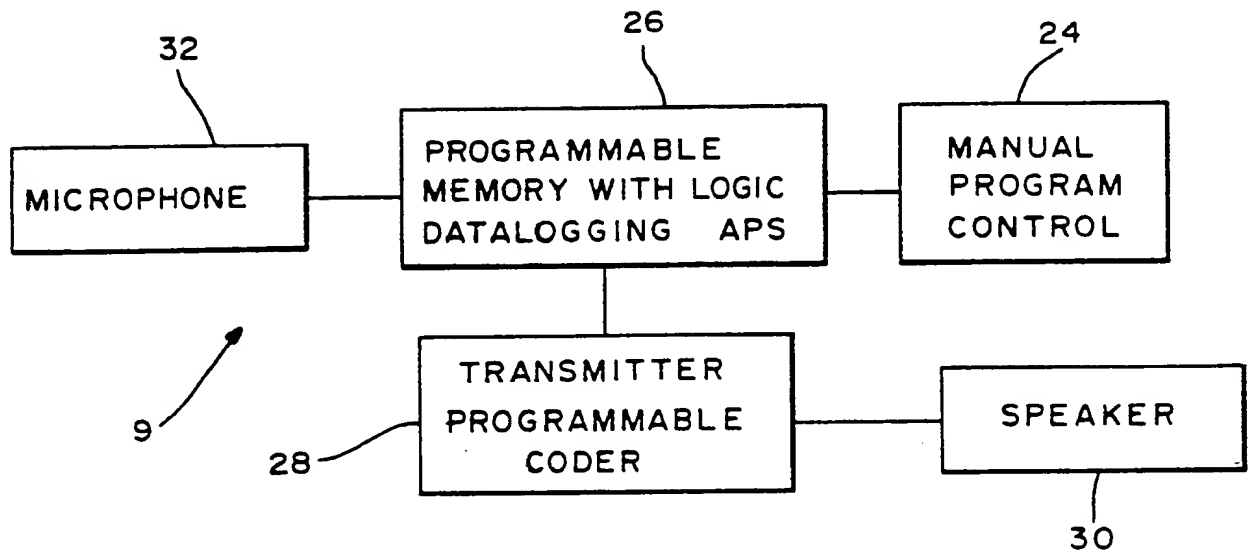 32
26
24
MICROPHONE
PROGRAMMABLE
MEMORY WITH LOGIC
DATALOGGING APS
MANUAL
PROGRAM
CONTROL
9
28
TRANSMITTER
PROGRAMMABLE
CODER
SPEAKER
30